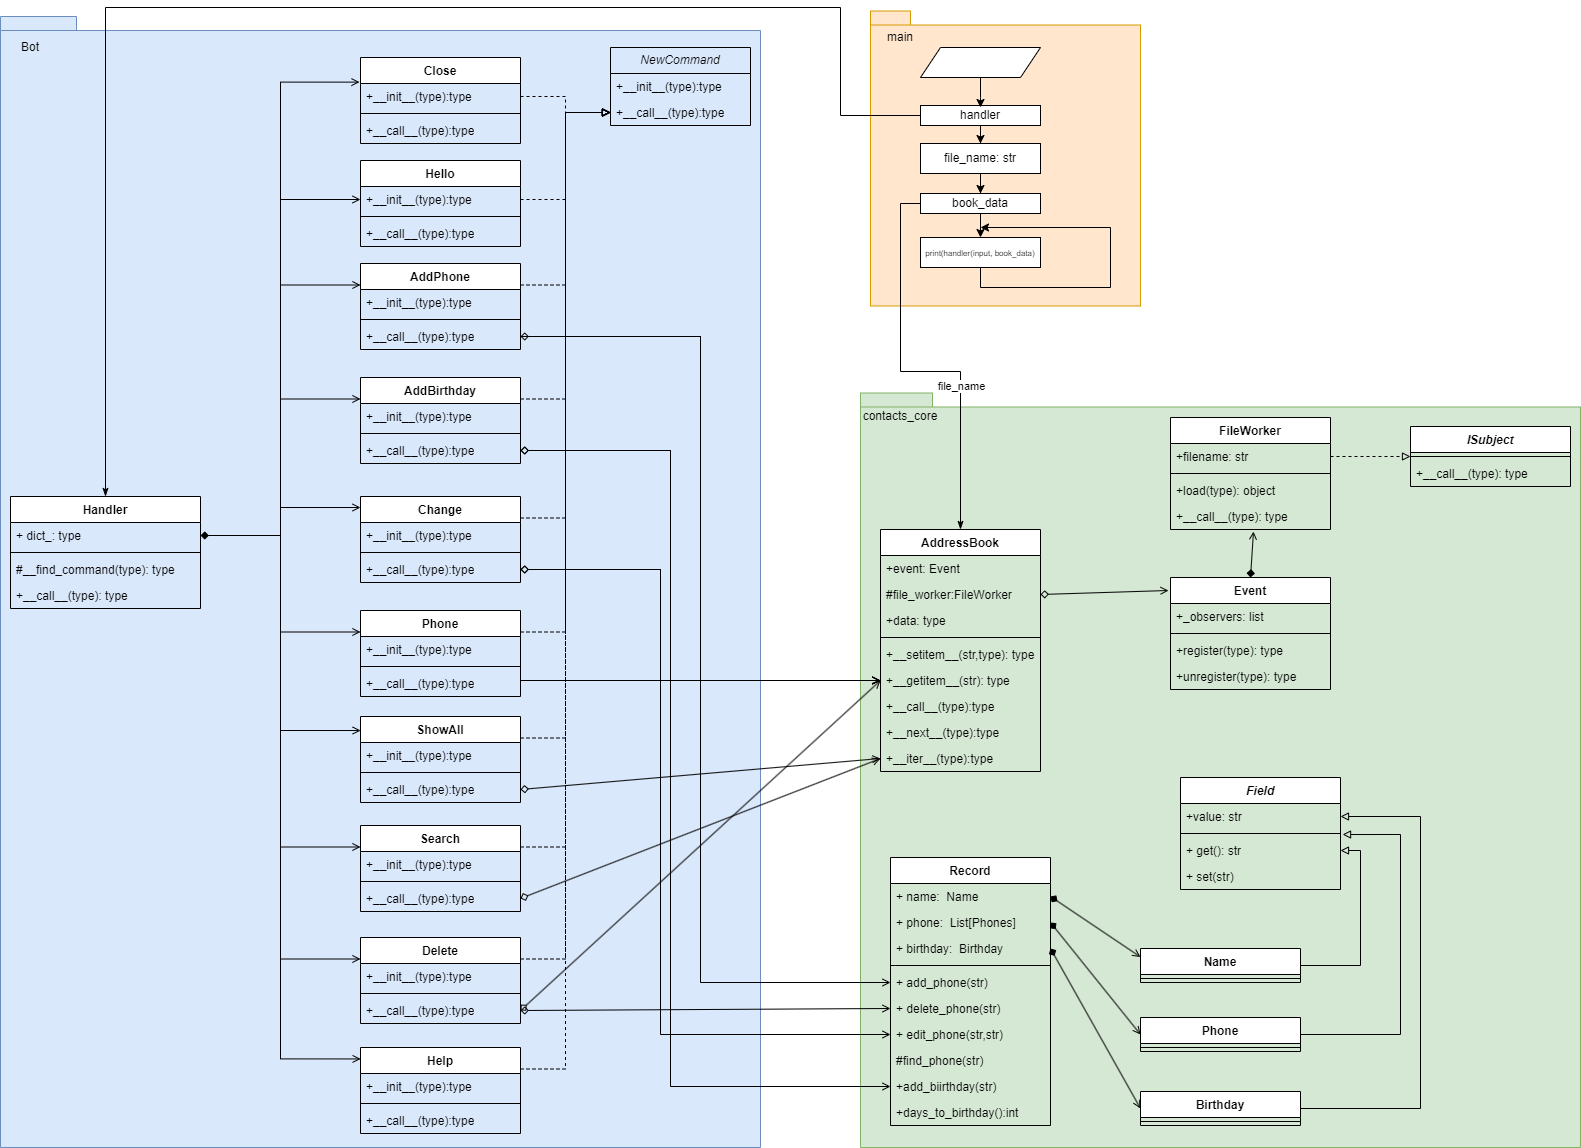 Bot
Close
+__init__(type):type
+__call__(type):type
Hello
+__init__(type):type
+__call__(type):type
AddPhone
+__init__(type):type
+__call__(type):type
AddBirthday
+__init__(type):type
+__call__(type):type
Change
+__init__(type):type
+__call__(type):type
Phone
+__init__(type):type
+__call__(type):type
ShowAll
+__init__(type):type
+__call__(type):type
Search
+__init__(type):type
+__call__(type):type
Delete
+__init__(type):type
+__call__(type):type
Help
+__init__(type):type
+__call__(type):type
NewCommand
+__init__(type):type
+__call__(type):type
Handler
+ dict_: type
#__find_command(type): type
+__call__(type): type
main
handler
file_name: str
book_data
print(handler(input, book_data)
file_name
contacts_core
FileWorker
+filename: str
+load(type): object
+__call__(type): type
ISubject
+__call__(type): type
AddressBook
+event: Event
#file_worker:FileWorker
+data: type
+__setitem__(str,type): type
+__getitem__(str): type
+__call__(type):type
+__next__(type):type
+__iter__(type):type
Event
+_observers: list
+register(type): type
+unregister(type): type
Field
+value: str
+ get(): str
+ set(str)
Record
+ name:  Name
+ phone:  List[Phones]
+ birthday:  Birthday
+ add_phone(str)
+ delete_phone(str)
+ edit_phone(str,str)
#find_phone(str)
+add_biirthday(str)
+days_to_birthday():int
Name
Phone
Birthday